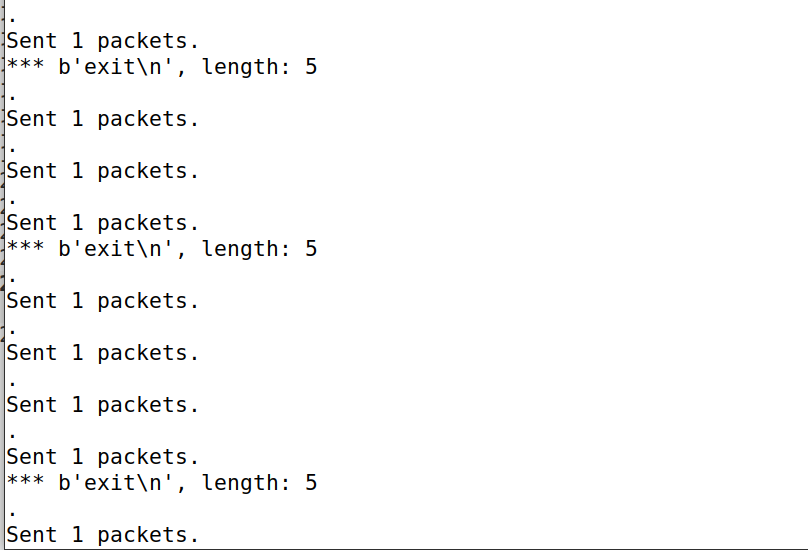 .
Sent 1 packets.
*** b'exit\n', length: 5
.
Sent 1 packets.
.
Sent 1 packets.
.
Sent 1 packets.
*** b'exit\n', length: 5
.
Sent 1 packets.
.
Sent 1 packets.
.
Sent 1 packets.
.
Sent 1 packets.
*** b'exit\n', length: 5
.
Sent 1 packets.